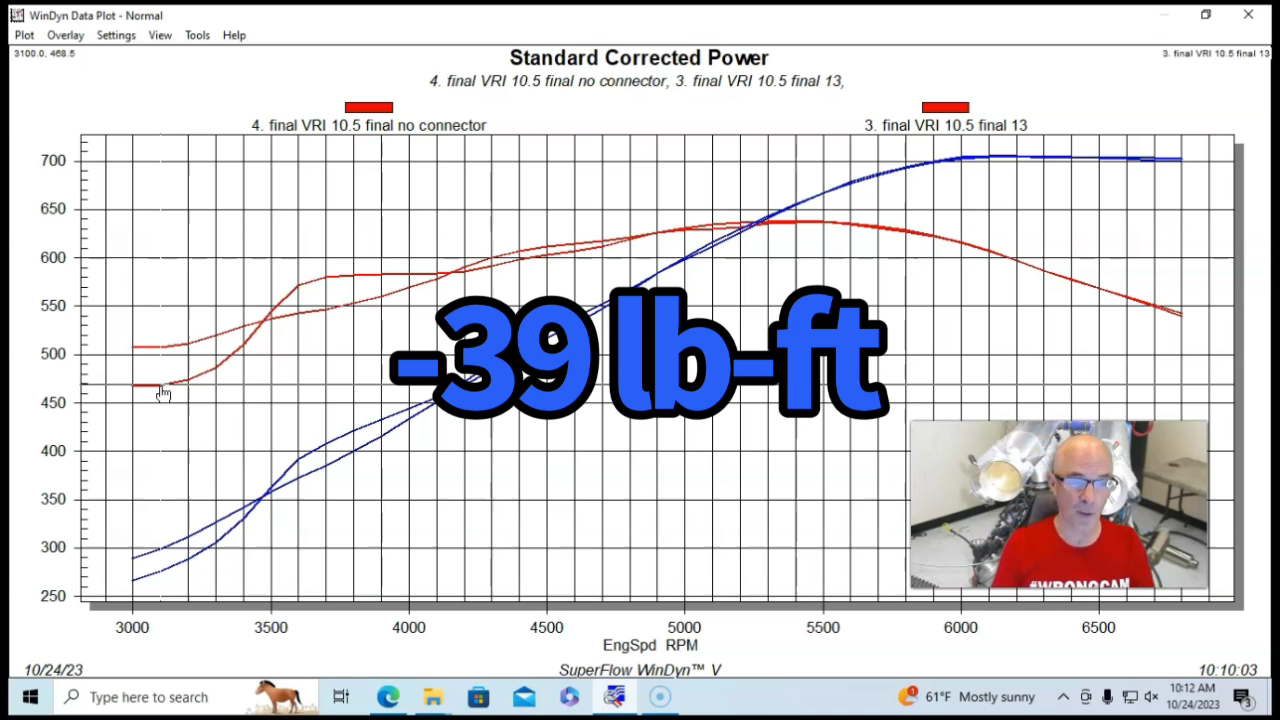 WinDyn Data Plot - Normal
Plot Overlay Settings View Tools Help
3100.0, 468.5
3. final VRI 10.5 final 13
Standard Corrected Power
4. final VRI 10.5 final no connector, 3. final VRI 10.5 final 13,
4. final VRI 10.5 final no connector
3. final VRI 10.5 final 13
700
650
600
550
500
450
400
350
300
250
-39 lb-ft
#WRONGCAM
3000 3500 4000 4500 5000 5500 6000 6500
EngSpd RPM
10/24/23
SuperFlow WinDyn™ V
10:10:03
Type here to search
1
61°F Mostly sunny
10:12 AM
10/24/2023
3